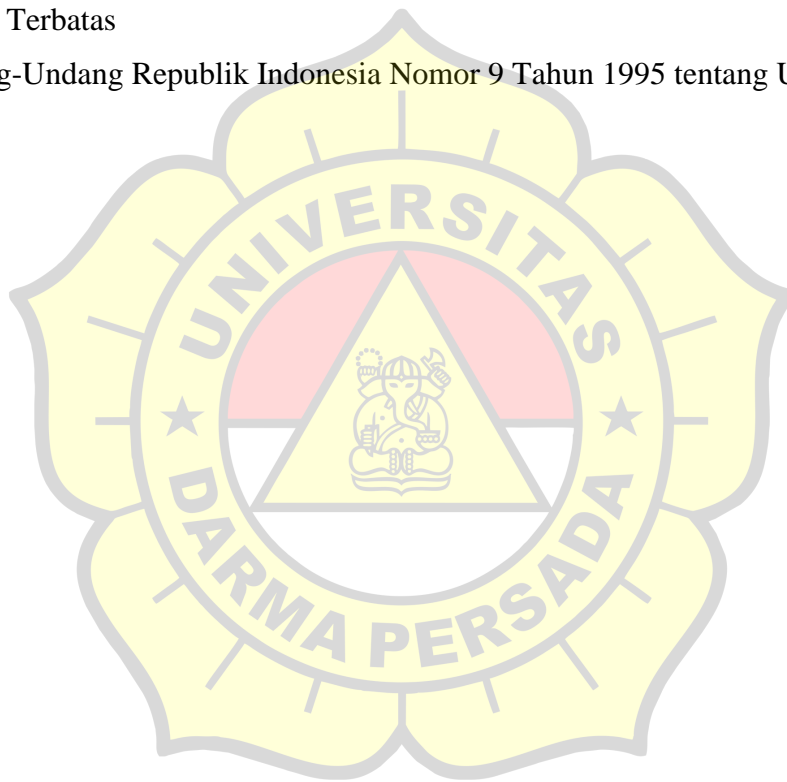 Terbatas
g-Undang Republik Indonesia Nomor 9 Tahun 1995 tentang U
UNIVERSITAS
DARMA PERSADA